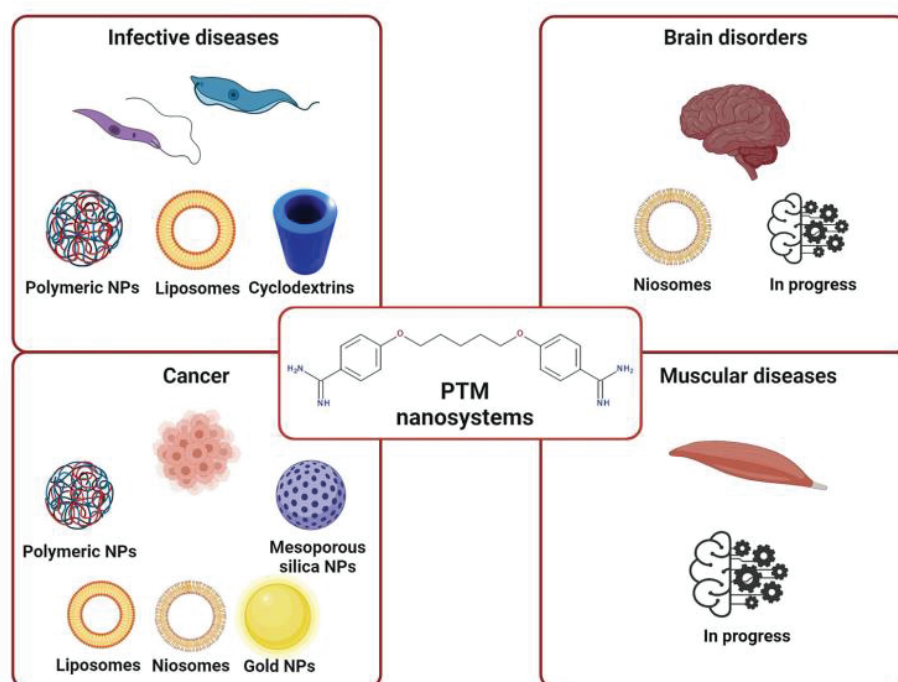 Infective diseases
Polymeric NPs
Liposomes
Cyclodextrins
Brain disorders
Niosomes
In progress
O
O
H₂N
NH
NH₂
NH
PTM
nanosystems
Cancer
Polymeric NPs
Mesoporous
silica NPs
Liposomes
Niosomes
Gold NPs
Muscular diseases
In progress